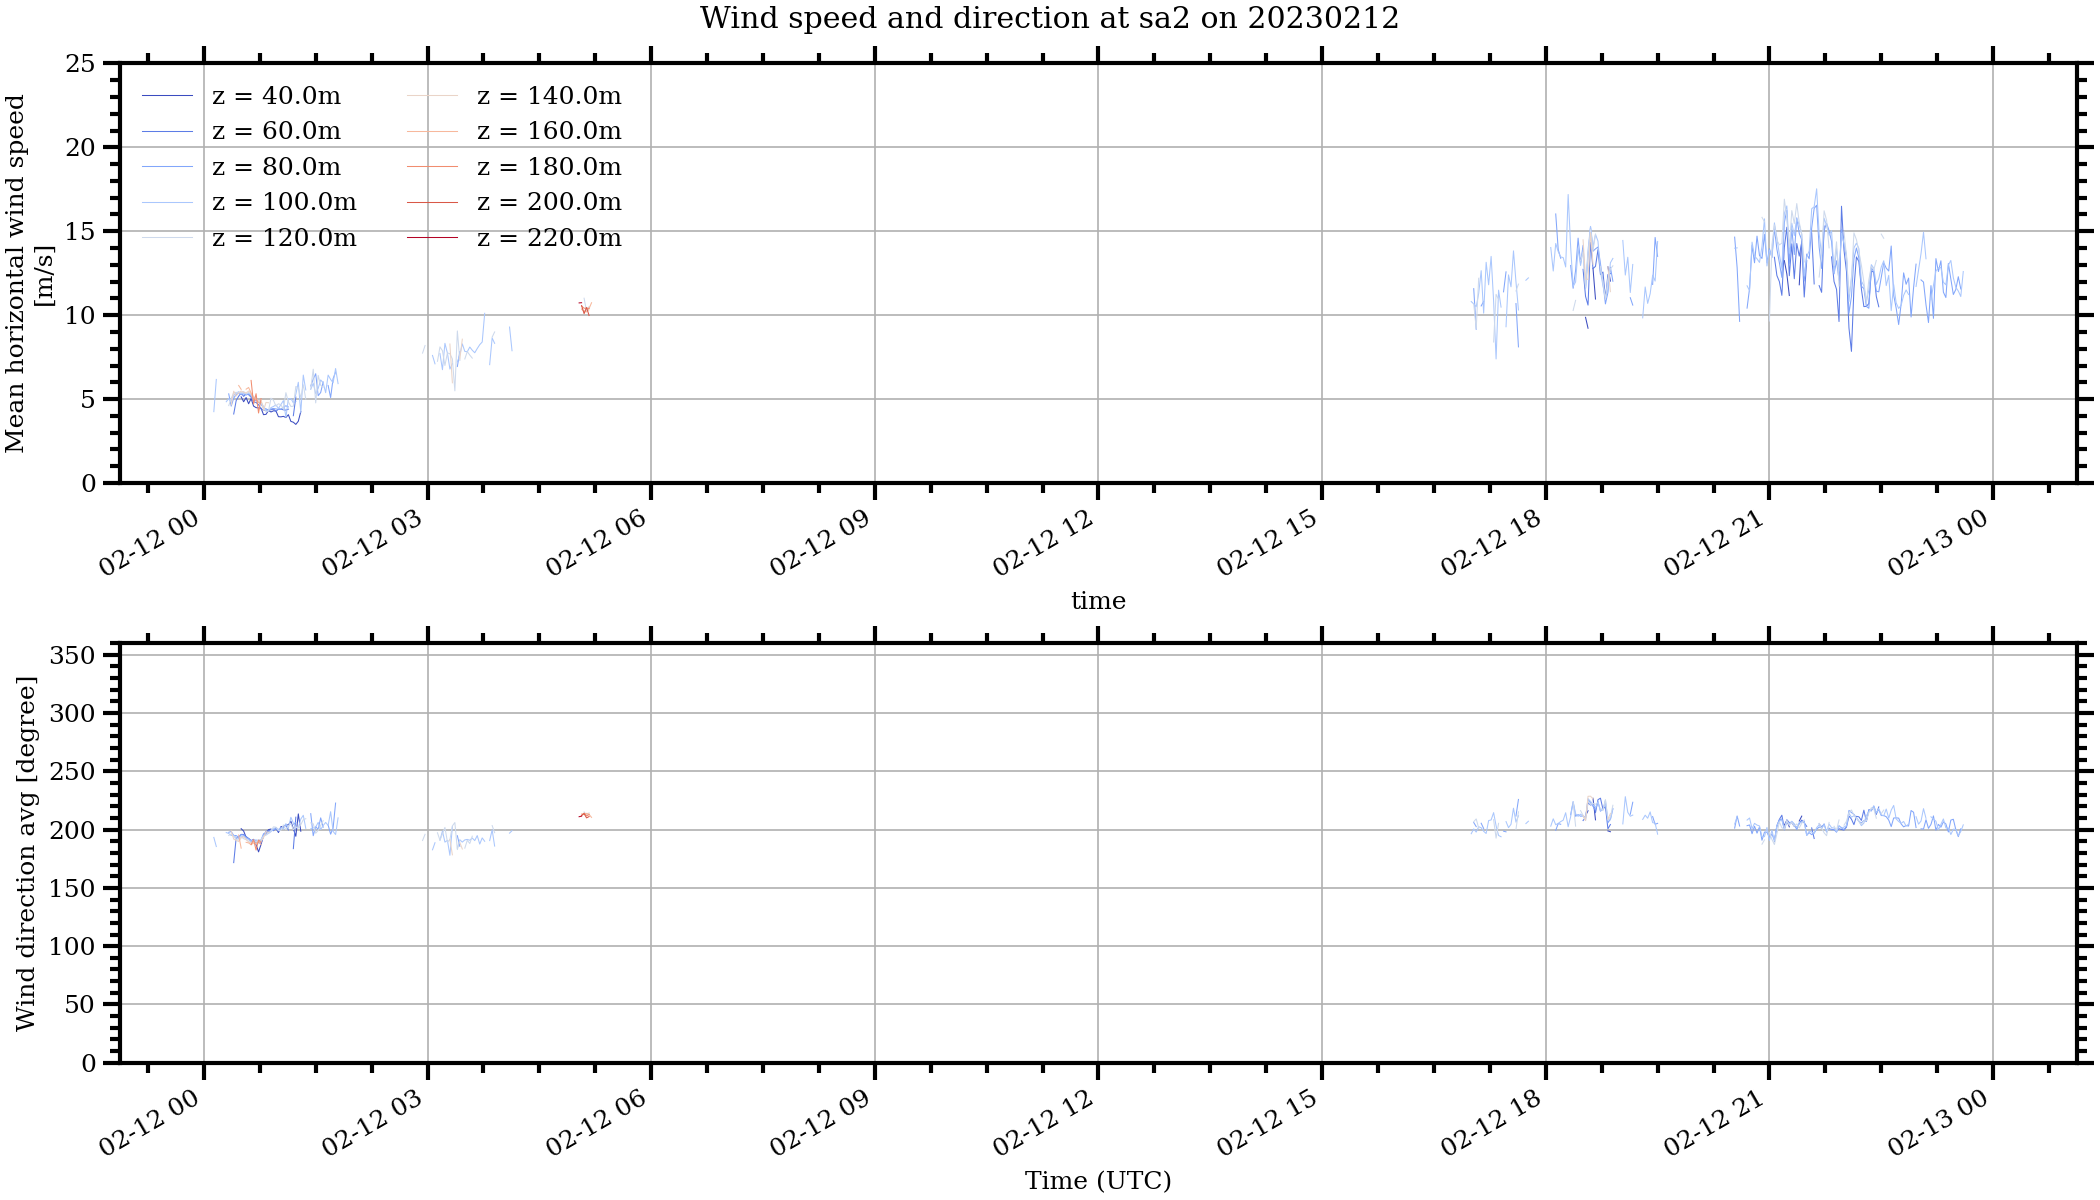 Wind speed and direction at sa2 on 20230212
Mean horizontal wind speed
[m/s]
25
20
15
10
5
0
z = 40.0m
z = 60.0m
z = 80.0m
z = 100.0m
z = 120.0m
z = 140.0m
z = 160.0m
z = 180.0m
z = 200.0m
z = 220.0m
02-12 00
02-12 03
02-12 06
02-12 09
02-12 12
02-12 15
02-12 18
02-12 21
02-13 00
time
Wind direction avg [degree]
350
300
250
200
150
100
50
0
02-12 00
02-12 03
02-12 06
02-12 09
02-12 12
02-12 15
02-12 18
02-12 21
02-13 00
Time (UTC)